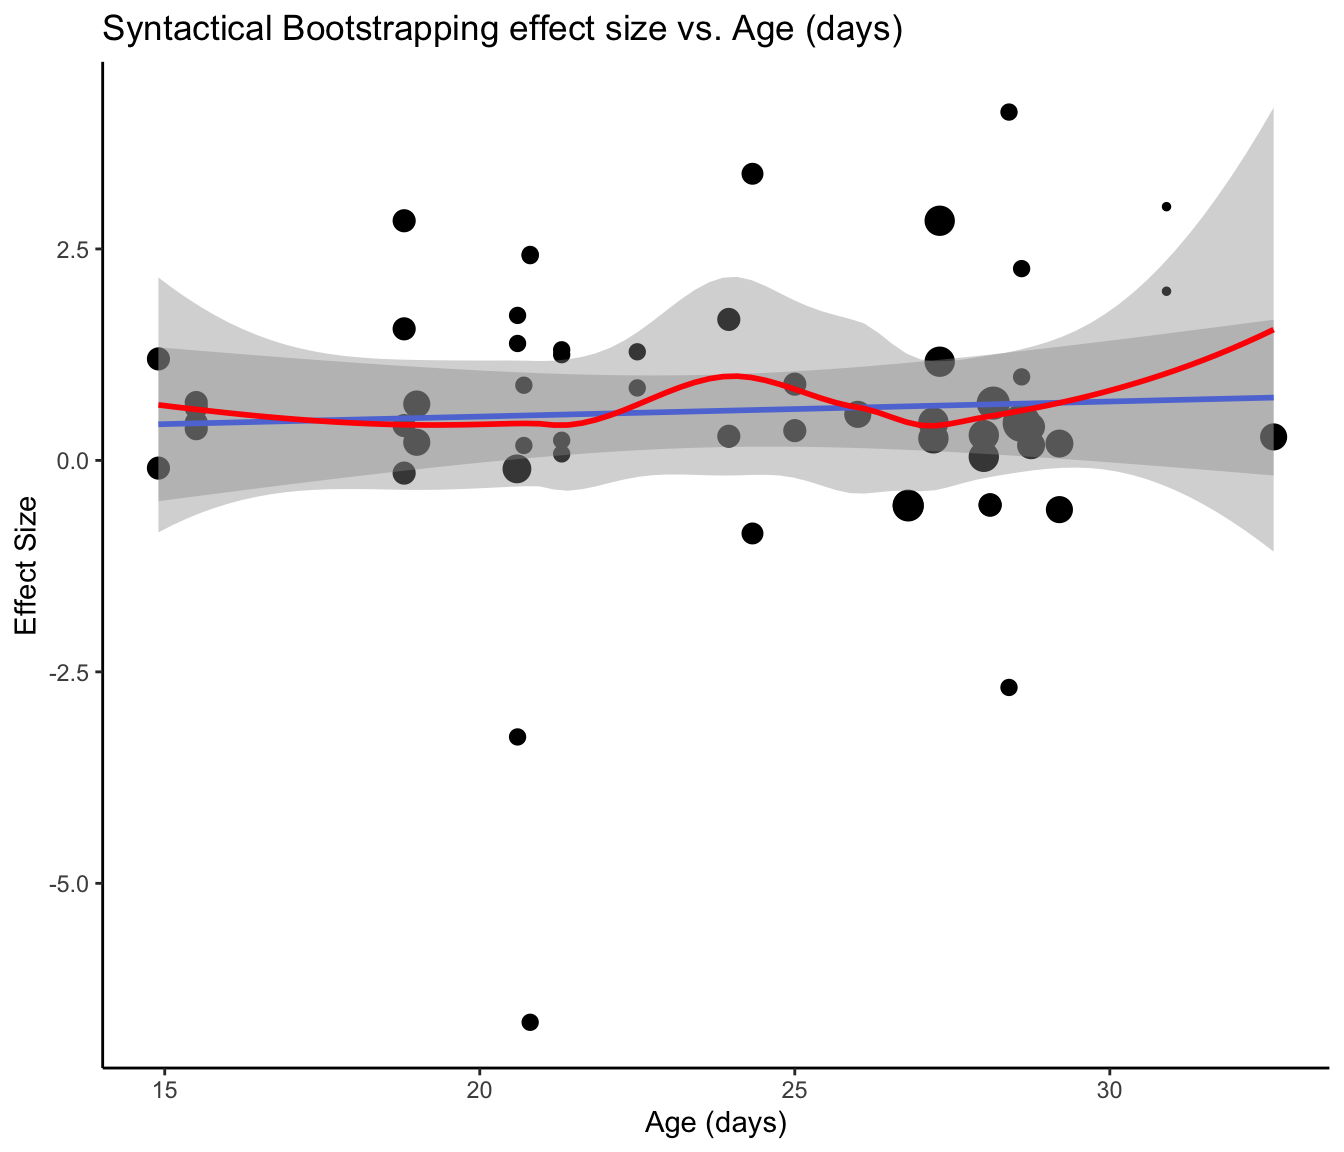 Syntactical Bootstrapping effect size vs. Age (days)
2.5
0.0
-2.5
-5.0
Effect Size
15 20 25 30
Age (days)